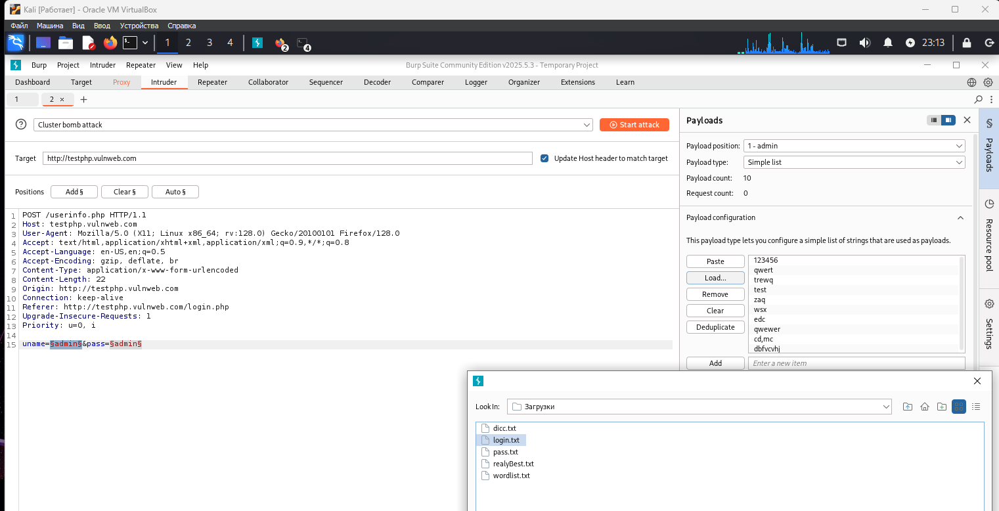 Kali [Работает] - Oracle VM VirtualBox
Файл Машина Вид Ввод Устройства Справка
1 2 3 4 2 4 23:13
Burp Project Intruder Repeater View Help Burp Suite Community Edition v2025.5.3 - Temporary Project
Dashboard Target Proxy Intruder Repeater Collaborator Sequencer Decoder Comparer Logger Organizer Extensions Learn
1 2 × +
? Cluster bomb attack Start attack
Target http://testphp.vulnweb.com Update Host header to match target
Positions Add § Clear § Auto §
1 POST /userinfo.php HTTP/1.1
2 Host: testphp.vulnweb.com
3 User-Agent: Mozilla/5.0 (X11; Linux x86_64; rv:128.0) Gecko/20100101 Firefox/128.0
4 Accept: text/html,application/xhtml+xml,application/xml;q=0.9,*/*;q=0.8
5 Accept-Language: en-US,en;q=0.5
6 Accept-Encoding: gzip, deflate, br
7 Content-Type: application/x-www-form-urlencoded
8 Content-Length: 22
9 Origin: http://testphp.vulnweb.com
10 Connection: keep-alive
11 Referer: http://testphp.vulnweb.com/login.php
12 Upgrade-Insecure-Requests: 1
13 Priority: u=0, i
14
15 uname=§admin§&pass=§admin§
Payloads
Payload position: 1 - admin
Payload type: Simple list
Payload count: 10
Request count: 0
Payload configuration
This payload type lets you configure a simple list of strings that are used as payloads.
Paste
Load...
Remove
Clear
Deduplicate
123456
qwert
trewq
test
zaq
wsx
edc
qwewer
cd,mc
dbfvcvhj
Add Enter a new item
§ Payloads
Resource pool
Settings
Look In: Загрузки
dicc.txt
login.txt
pass.txt
realyBest.txt
wordlist.txt